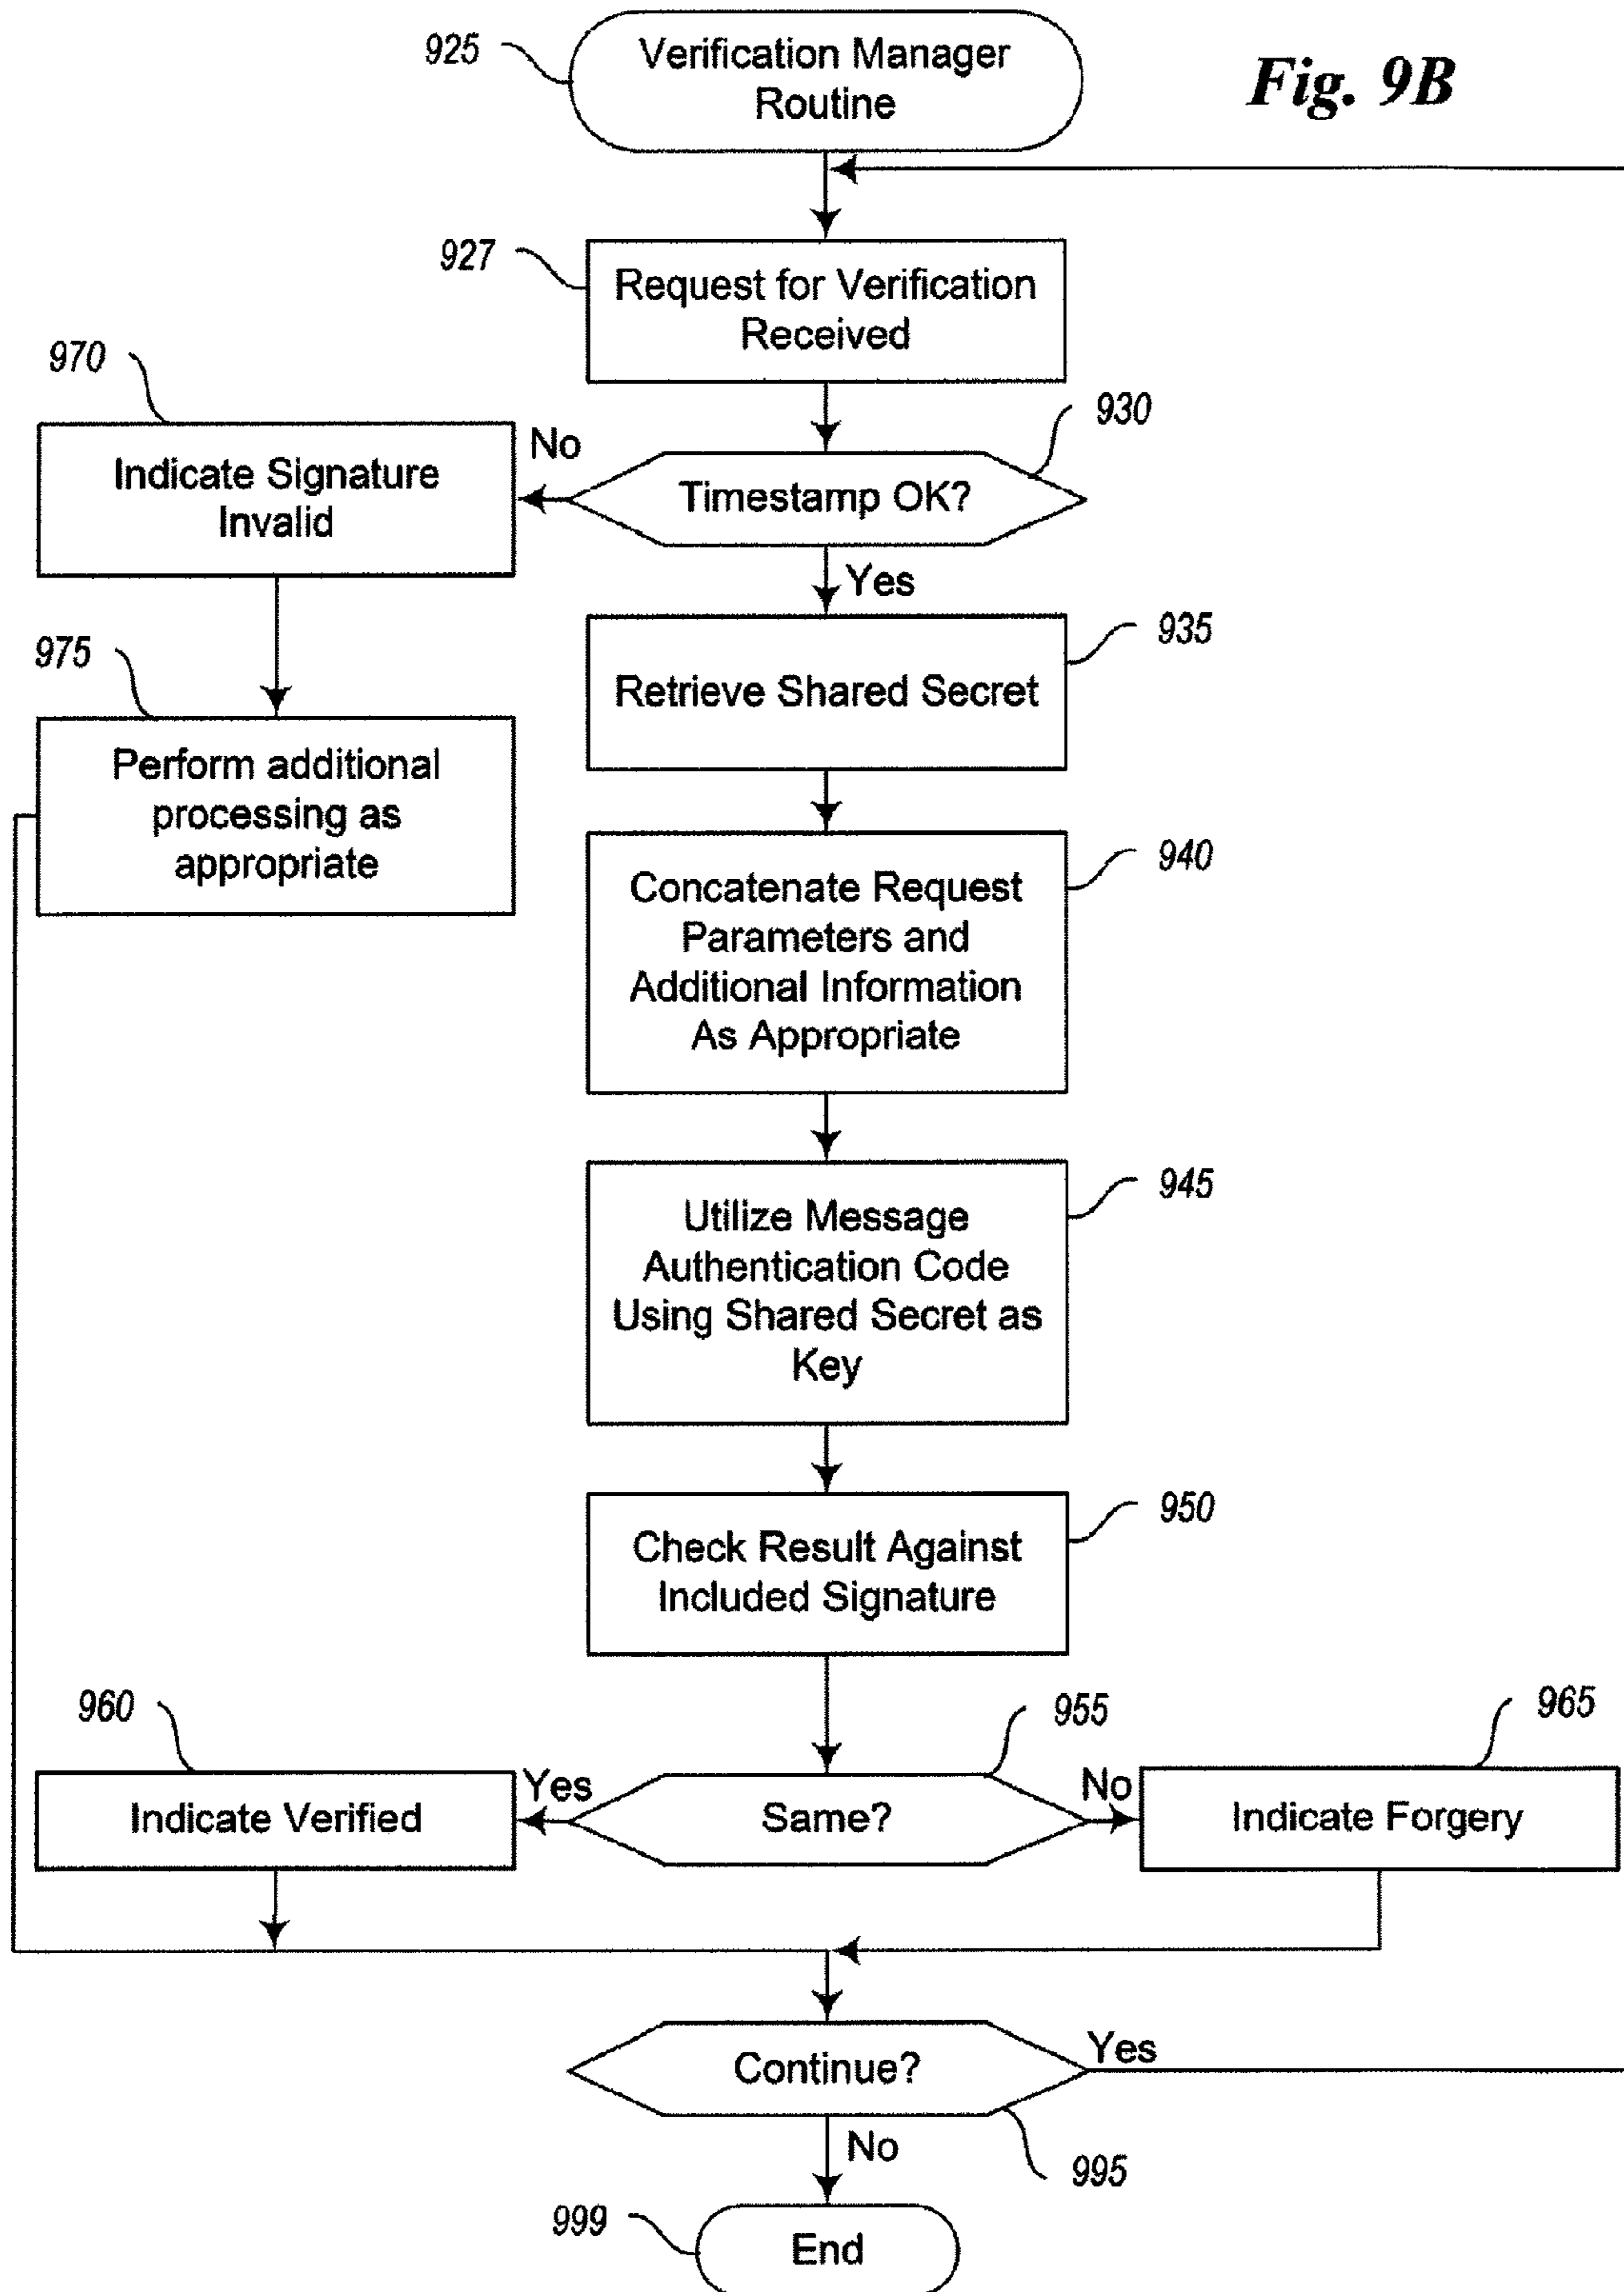 Fig. 9B
925
Verification Manager
Routine
927
Request for Verification
Received
930
Timestamp OK?
No
970
Indicate Signature
Invalid
975
Perform additional
processing as
appropriate
Yes
935
Retrieve Shared Secret
940
Concatenate Request
Parameters and
Additional Information
As Appropriate
945
Utilize Message
Authentication Code
Using Shared Secret as
Key
950
Check Result Against
Included Signature
955
Same?
Yes
960
Indicate Verified
No
965
Indicate Forgery
Continue?
Yes
995
No
999
End